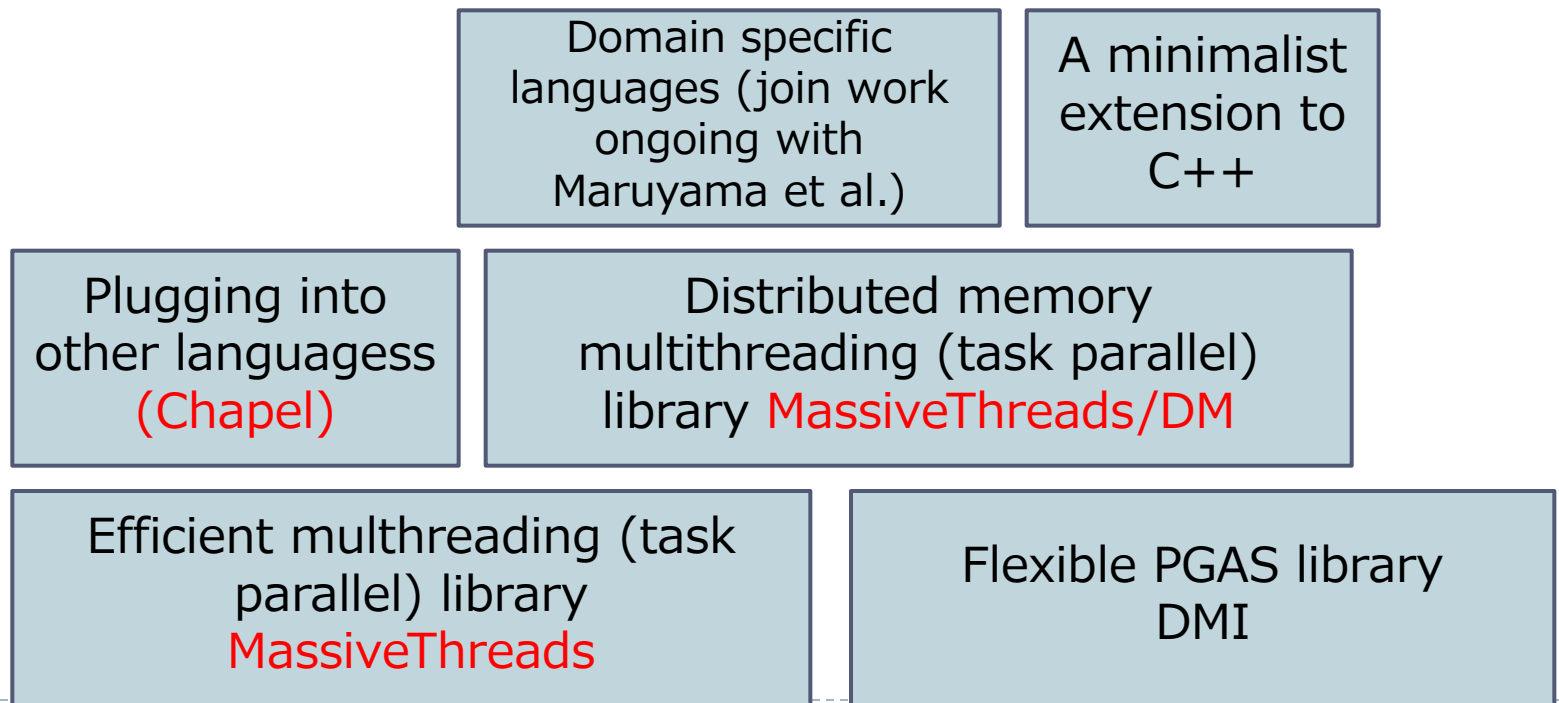 Domain specific
languages (join work
ongoing with
Maruyama et al.)
A minimalist
extension to
C++
Plugging into
other languagess
(Chapel)
Distributed memory
multithreading (task parallel)
library MassiveThreads/DM
Efficient multhreading (task
parallel) library
MassiveThreads
Flexible PGAS library
DMI